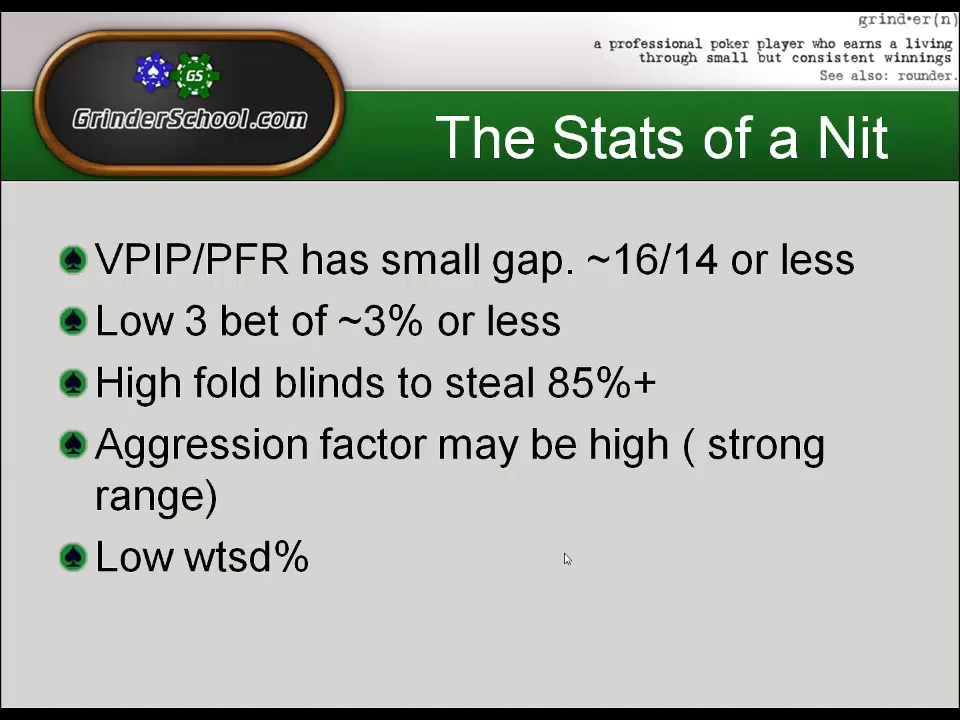 grind•er(n)
a professional poker player who earns a living
through small but consistent winnings
See also: rounder.
GS
GrinderSchool.com
The Stats of a Nit
VPIP/PFR has small gap. ~16/14 or less
Low 3 bet of ~3% or less
High fold blinds to steal 85%+
Aggression factor may be high ( strong
range)
Low wtsd%